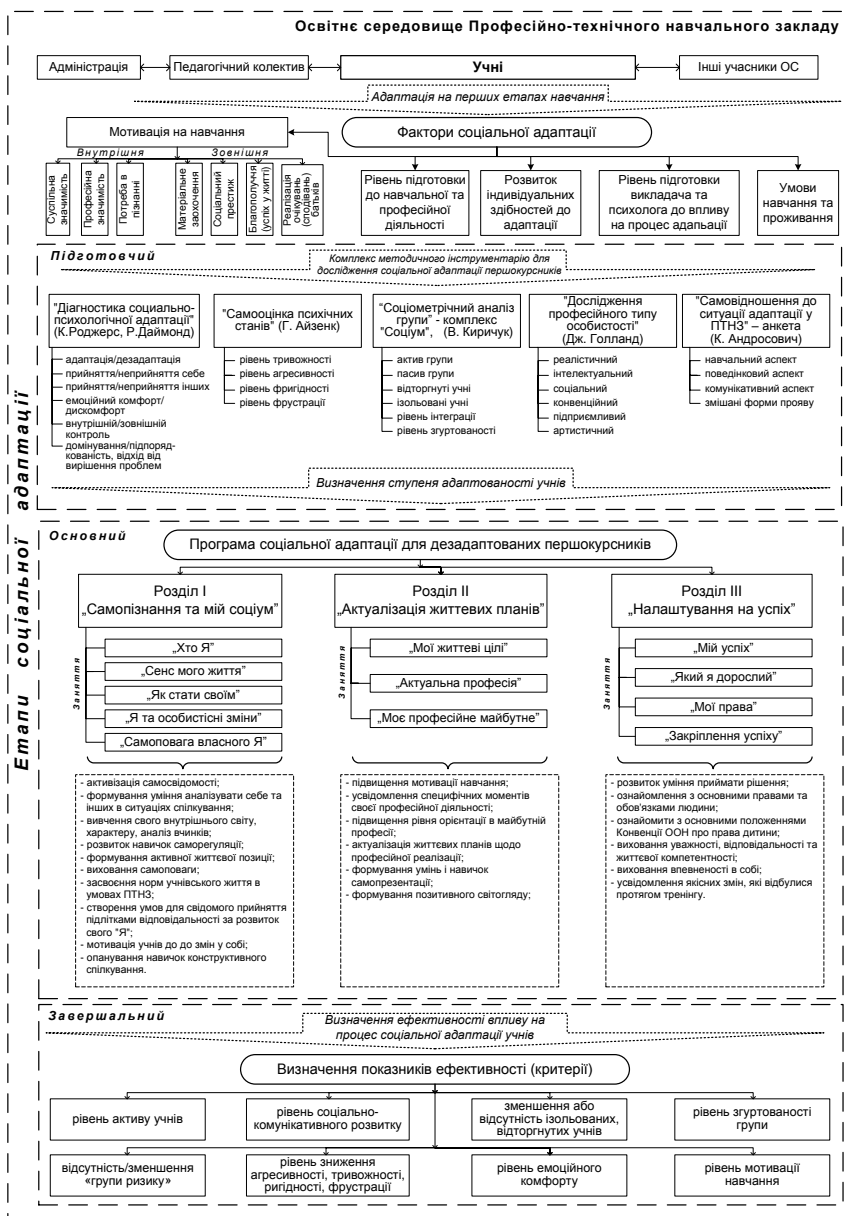 Освітнє середовище Професійно-технічного навчального закладу
Адміністрація
Педагогічний колектив
Учні
Інші учасники ОС
Адаптація на перших етапах навчання
Мотивація на навчання
Фактори соціальної адаптації
Внутрішня
Зовнішня
Суспільна
значимість
Професійна
значимість
Потреба в
пізнанні
Матеріальне
заохочення
Соціальний
престиж
Благополуччя
(успіх у житті)
Реалізація
очікувань
(сподівань)
батьків
Рівень підготовки
до навчальної та
професійної
діяльності
Розвиток
індивідуальних
здібностей до
адаптації
Рівень підготовки
викладача та
психолога до впливу
на процес адапьації
Умови
навчання та
проживання
Етапи соціальної адаптації
Підготовчий
Комплекс методичного інструментарію для
дослідження соціальної адаптації першокурсників
"Діагностика социально-
психологічної адаптації"
(К.Роджерс, Р.Даймонд)
адаптація/дезадаптація
прийняття/неприйняття себе
прийняття/неприйняття інших
емоційний комфорт/
дискомфорт
внутрішній/зовнішній
контроль
домінування/підпоряд-
кованість, відхід від
вирішення проблем
"Самооцінка психічних
станів" (Г. Айзенк)
рівень тривожності
рівень агресивності
рівень фригідності
рівень фрустрації
“Соціометричний аналіз
групи" - комплекс
"Соціум", (В. Киричук)
актив групи
пасив групи
відторгнуті учні
ізольовані учні
рівень інтеграції
рівень згуртованості
"Дослідження
професійного типу
особистості"
(Дж. Голланд)
реалістичний
інтелектуальний
соціальний
конвенційний
підприємливий
артистичний
"Самовідношення до
ситуації адаптації у
ПТНЗ" – анкета
(К. Андросович)
навчальний аспект
поведінковий аспект
комунікативний аспект
змішані форми прояву
Визначення ступеня адаптованості учнів
Основний
Програма соціальної адаптації для дезадаптованих першокурсників
Розділ I
„Самопізнання та мій соціум”
Заняття
„Хто Я”
„Сенс мого життя”
„Як стати своїм”
„Я та особистісні зміни”
„Самоповага власного Я”
- активізація самосвідомості;
- формування уміння аналізувати себе та
інших в ситуаціях спілкування;
- вивчення свого внутрішнього світу,
характеру, аналіз вчинків;
- розвиток навичок саморегуляції;
- формування активної життєвої позиції;
- виховання самоповаги;
- засвоєння норм учнівського життя в
умовах ПТНЗ;
- створення умов для свідомого прийняття
підлітками відповідальності за розвиток
свого "Я";
- мотивація учнів до до змін у собі;
- опанування навичок конструктивного
спілкування.
Розділ II
„Актуалізація життєвих планів”
Заняття
„Мої життєві цілі”
„Актуальна професія”
„Моє професійне майбутнє”
- підвищення мотивації навчання;
- усвідомлення специфічних моментів
своєї професійної діяльності;
- підвищення рівня орієнтації в майбутній
професії;
- актуалізація життєвих планів щодо
професійної реалізації;
- формування умінь і навичок
самопрезентації;
- формування позитивного світогляду;
Розділ III
„Налаштування на успіх”
Заняття
„Мій успіх”
„Який я дорослий”
„Мої права”
„Закріплення успіху”
- розвиток уміння приймати рішення;
- ознайомлення з основними правами та
обов'язками людини;
- ознайомити з основними положеннями
Конвенції ООН про права дитини;
- виховання уважності, відповідальності та
життєвої компетентності;
- виховання впевнености в собі;
- усвідомлення якісних змін, які відбулися
протягом тренінгу.
Завершальний
Визначення ефективності впливу на
процес соціальної адаптації учнів
Визначення показників ефективності (критерії)
рівень активу учнів
рівень соціально-
комунікативного розвитку
зменшення або
відсутність ізольованих,
відторгнутих учнів
рівень згуртованості
групи
відсутність/зменшення
«групи ризику»
рівень зниження
агресивності, тривожності,
ригідності, фрустрації
рівень емоційного
комфорту
рівень мотивації
навчання